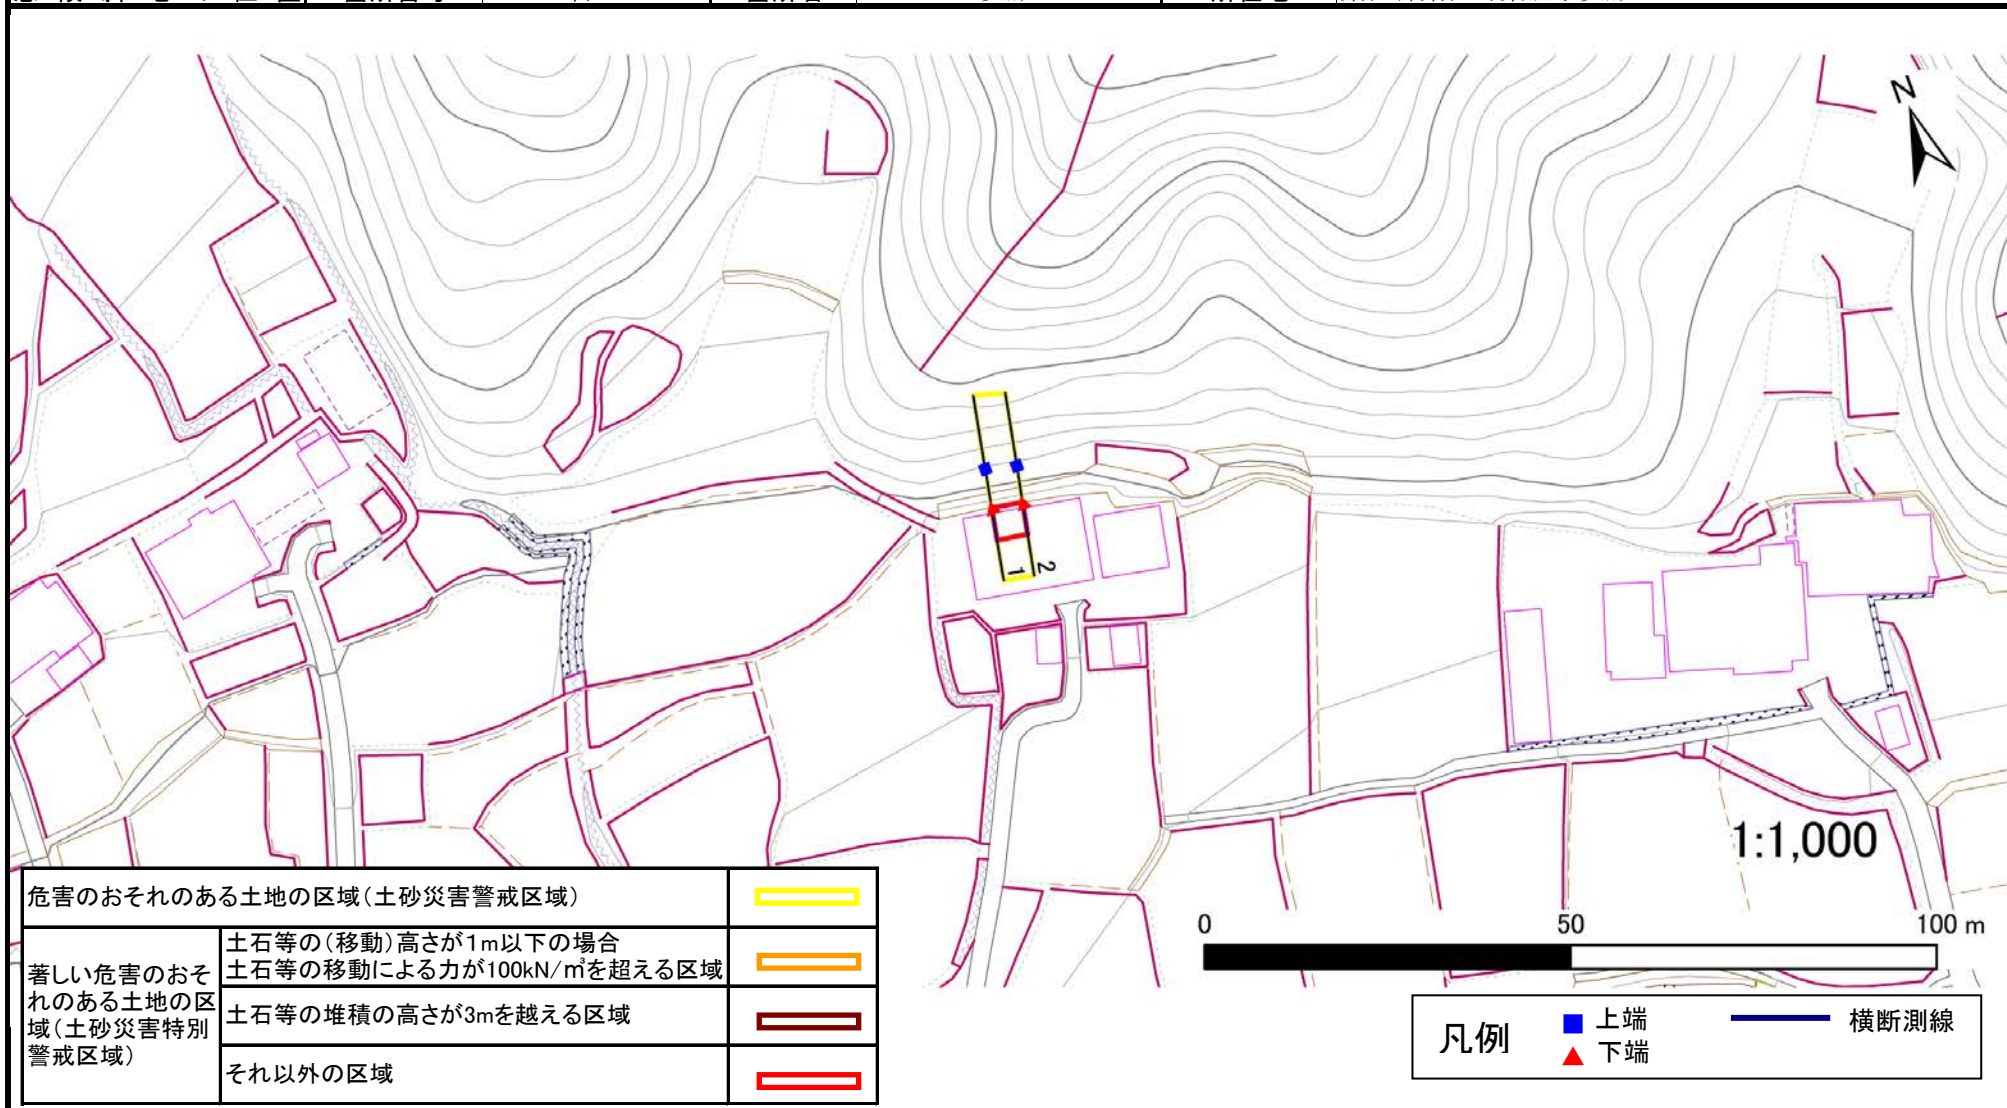 N
1
2
1:1,000
0 50 100 m
危害のおそれのある土地の区域(土砂災害警戒区域)
著しい危害のおそ
れのある土地の区
域(土砂災害特別
警戒区域)
土石等の(移動)高さが1m以下の場合
土石等の移動による力が100kN/㎥を超える区域
土石等の堆積の高さが3mを越える区域
それ以外の区域
凡例
上端
下端
横断測線